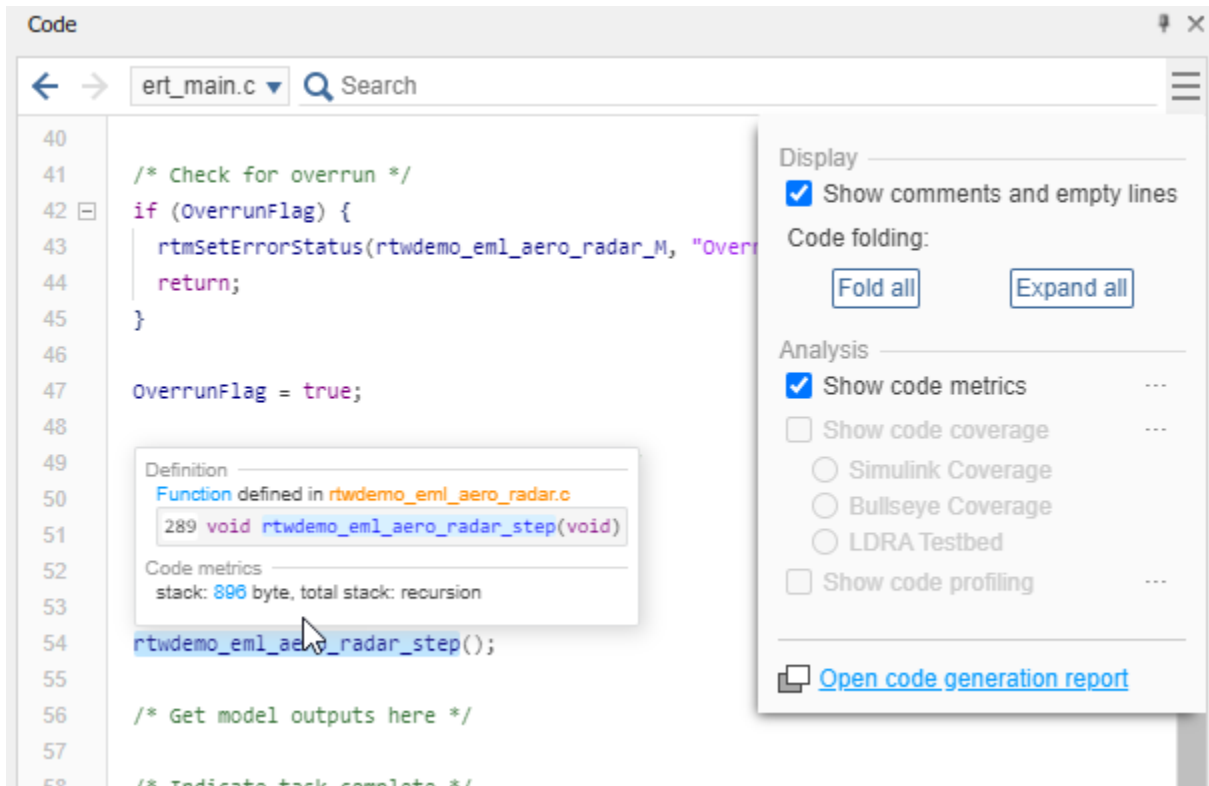 Code
ert_main.c Search
40
41 /* Check for overrun */
42 if (OverrunFlag) {
43 rtmSetErrorStatus(rtwdemo_eml_aero_radar_M, "Overr
44 return;
45 }
46
47 OverrunFlag = true;
48
49
50
51
52
53
54 rtwdemo_eml_aero_radar_step();
55
56 /* Get model outputs here */
57
58 /* Indicate task complete */
Definition
Function defined in rtwdemo_eml_aero_radar.c
289 void rtwdemo_eml_aero_radar_step(void)
Code metrics
stack: 896 byte, total stack: recursion
Display
Show comments and empty lines
Code folding:
Fold all Expand all
Analysis
Show code metrics ---
Show code coverage ---
Simulink Coverage
Bullseye Coverage
LDRA Testbed
Show code profiling ---
Open code generation report